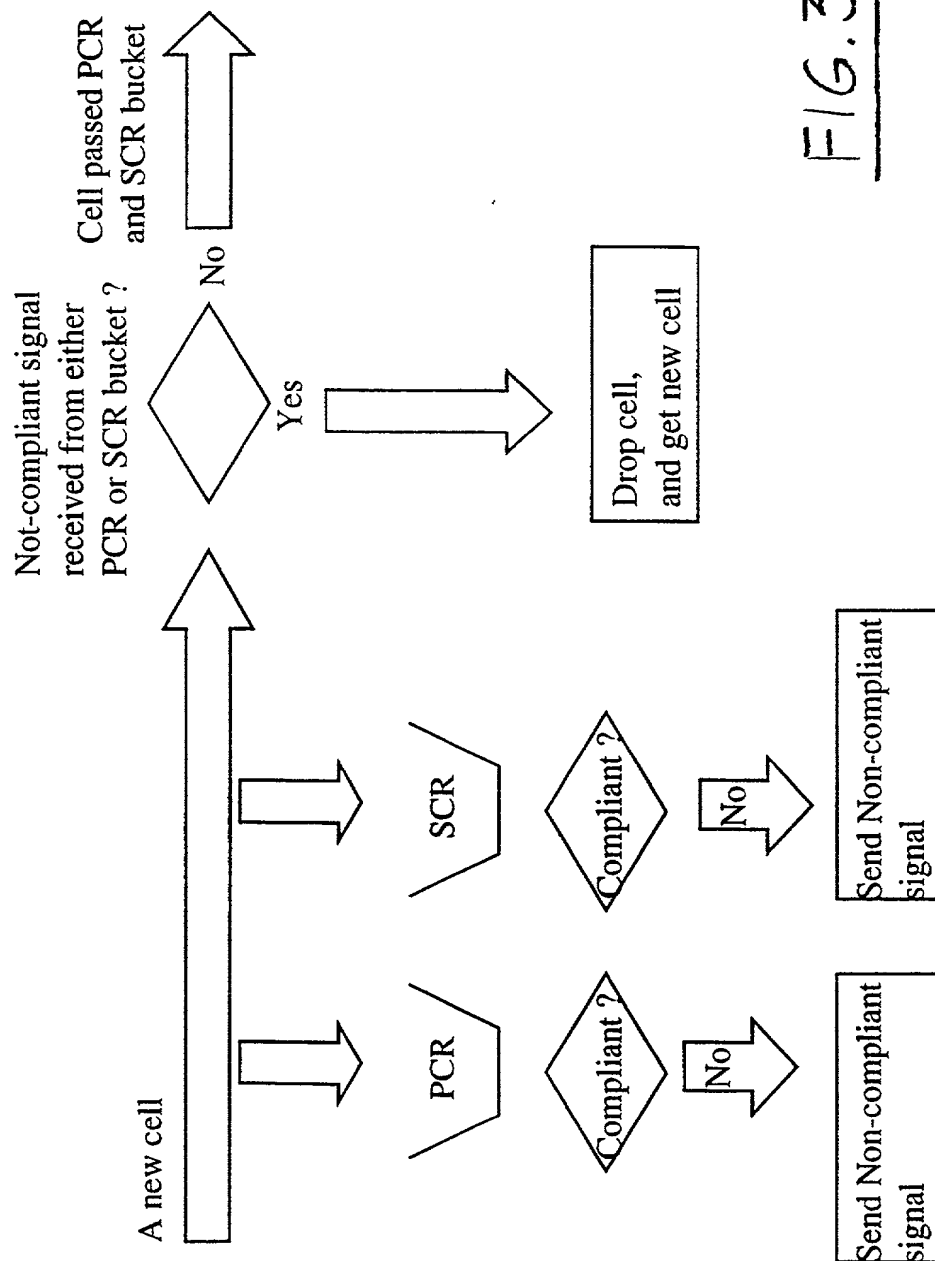 A new cell
Not-compliant signal
received from either
PCR or SCR bucket ?
Cell passed PCR
and SCR bucket
No
Yes
PCR
SCR
Compliant ?
Compliant ?
No
No
Send Non-compliant
signal
Send Non-compliant
signal
Drop cell,
and get new cell
FIG. 3